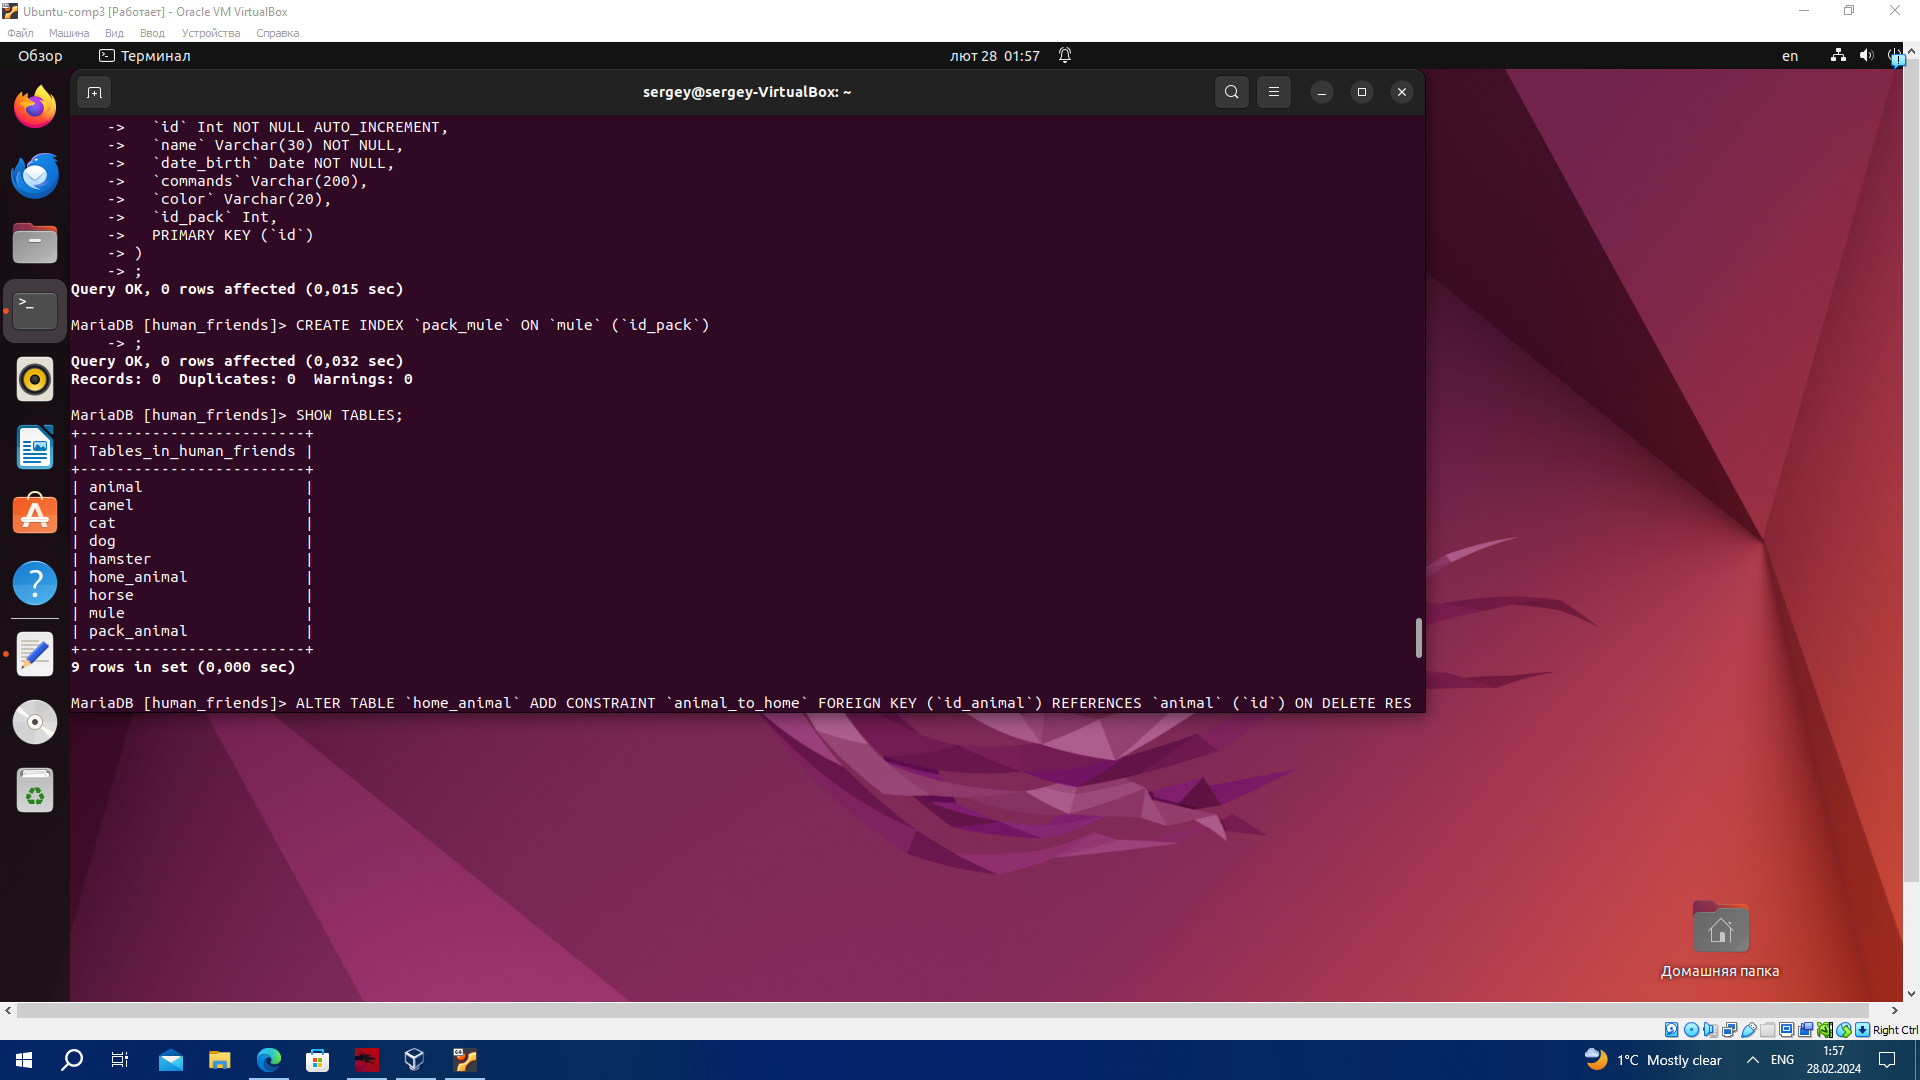 Ubuntu-comp3 [Работает] - Oracle VM VirtualBox
Файл Машина Вид Ввод Устройства Справка
Обзор Терминал лют 28 01:57 en
sergey@sergey-VirtualBox: ~
    ->   `id` Int NOT NULL AUTO_INCREMENT,
    ->   `name` Varchar(30) NOT NULL,
    ->   `date_birth` Date NOT NULL,
    ->   `commands` Varchar(200),
    ->   `color` Varchar(20),
    ->   `id_pack` Int,
    ->   PRIMARY KEY (`id`)
    -> )
    -> ;
Query OK, 0 rows affected (0,015 sec)
MariaDB [human_friends]> CREATE INDEX `pack_mule` ON `mule` (`id_pack`)
    -> ;
Query OK, 0 rows affected (0,032 sec)
Records: 0  Duplicates: 0  Warnings: 0
MariaDB [human_friends]> SHOW TABLES;
+-------------------------+
| Tables_in_human_friends |
+-------------------------+
| animal                  |
| camel                   |
| cat                     |
| dog                     |
| hamster                 |
| home_animal             |
| horse                   |
| mule                    |
| pack_animal             |
+-------------------------+
9 rows in set (0,000 sec)
MariaDB [human_friends]> ALTER TABLE `home_animal` ADD CONSTRAINT `animal_to_home` FOREIGN KEY (`id_animal`) REFERENCES `animal` (`id`) ON DELETE RES
Домашняя папка
Right Ctrl
1°C Mostly clear ENG 1:57
28.02.2024